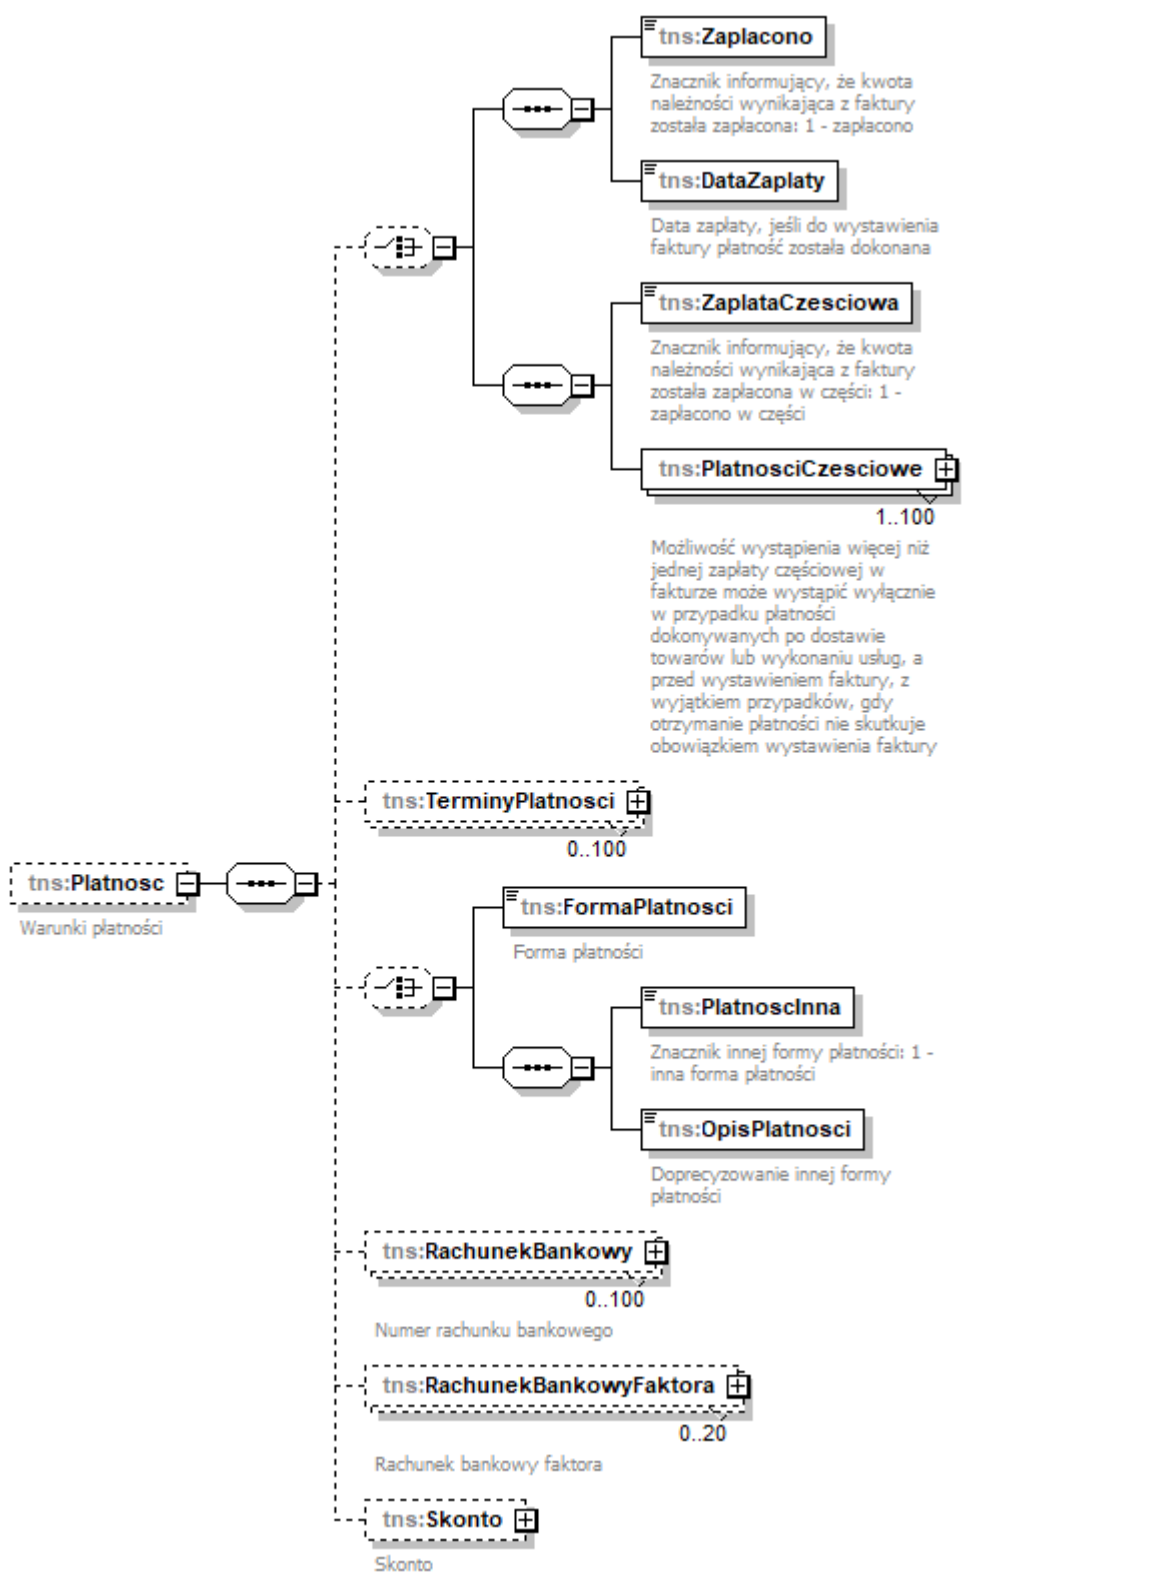 tns:Zaplacono
Znacznik informujący, że kwota
należności wynikająca z faktury
została zapłacona: 1 - zapłacono
tns:DataZaplaty
Data zapłaty, jeśli do wystawienia
faktury płatność została dokonana
tns:ZaplataCzesciowa
Znacznik informujący, że kwota
należności wynikająca z faktury
została zapłacona w części: 1 -
zapłacono w części
tns:PlatnosciCzesciowe
1..100
Możliwość wystąpienia więcej niż
jednej zapłaty częściowej w
fakturze może wystąpić wyłącznie
w przypadku płatności
dokonywanych po dostawie
towarów lub wykonaniu usług, a
przed wystawieniem faktury, z
wyjątkiem przypadków, gdy
otrzymanie płatności nie skutkuje
obowiązkiem wystawienia faktury
tns:TerminyPlatnosci
0..100
tns:Platnosc
Warunki płatności
tns:FormaPlatnosci
Forma płatności
tns:PlatnoscInna
Znacznik innej formy płatności: 1 -
inna forma płatności
tns:OpisPlatnosci
Doprecyzowanie innej formy
płatności
tns:RachunekBankowy
0..100
Numer rachunku bankowego
tns:RachunekBankowyFaktora
0..20
Rachunek bankowy faktora
tns:Skonto
Skonto